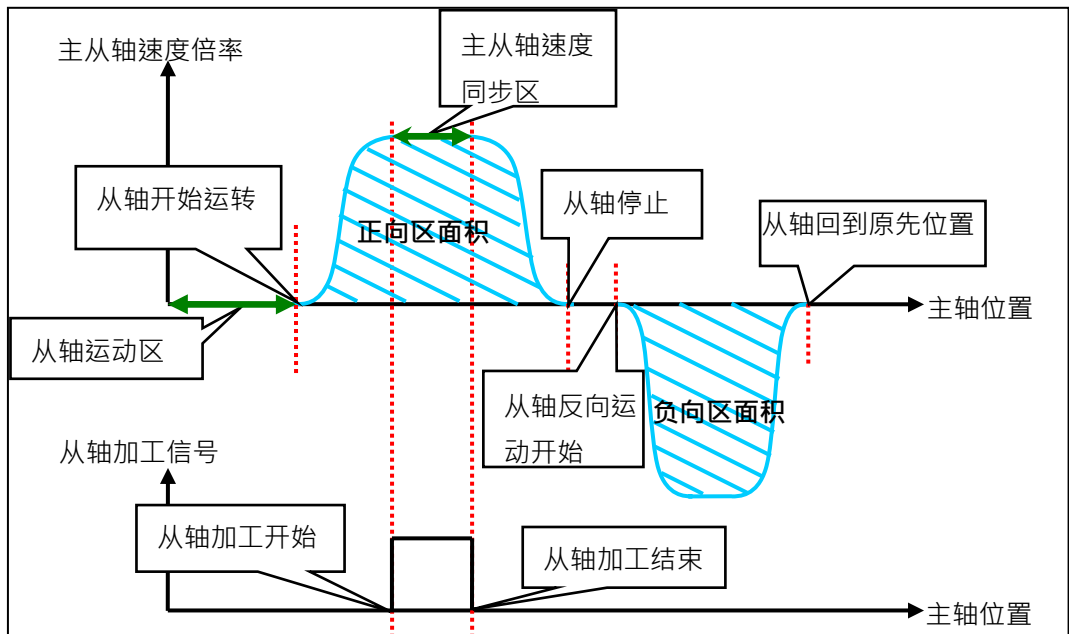 主从轴速度倍率
主从轴速度
同步区
从轴开始运转
正向区面积
从轴停止
从轴回到原先位置
主轴位置
从轴运动区
从轴反向运
动开始
负向区面积
从轴加工信号
从轴加工开始
从轴加工结束
主轴位置